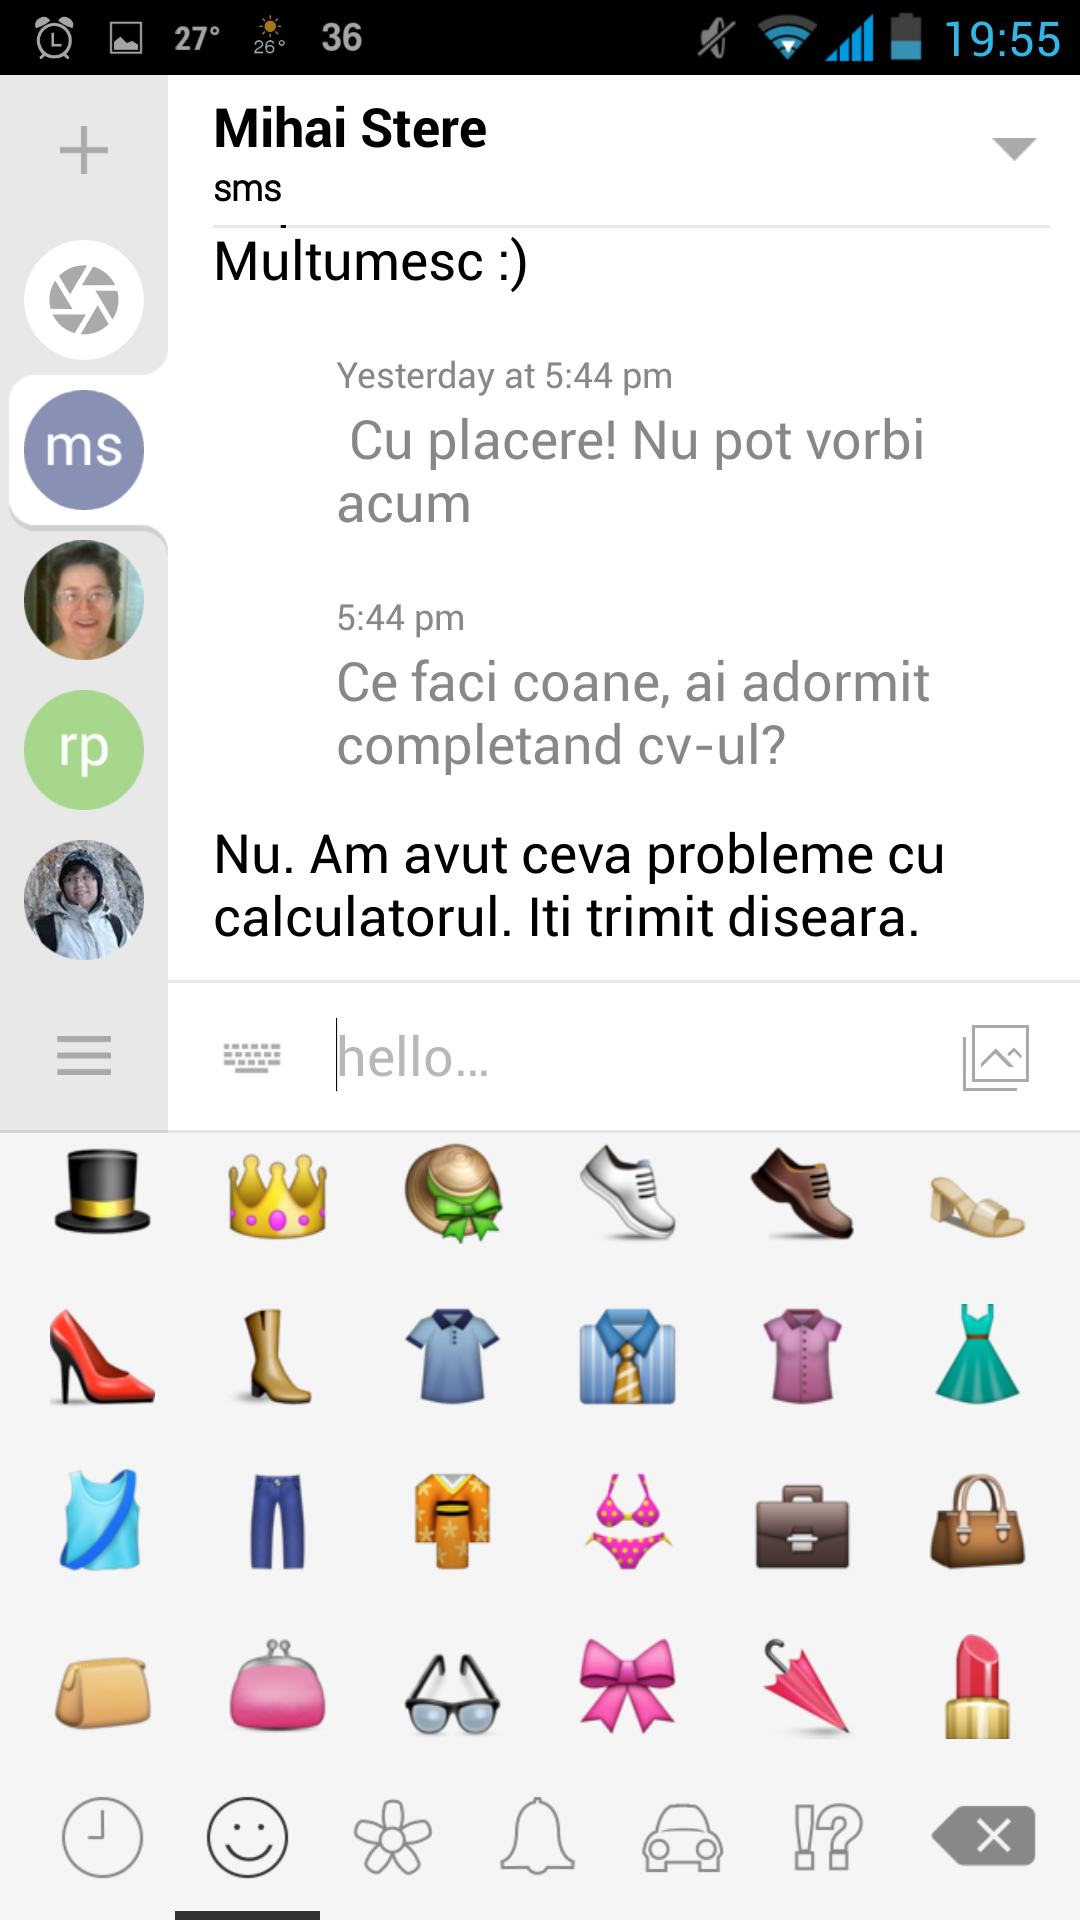 27° 26° 36 19:55
Mihai Stere
sms
Multumesc :)
Yesterday at 5:44 pm
Cu placere! Nu pot vorbi
acum
5:44 pm
Ce faci coane, ai adormit
completand cv-ul?
Nu. Am avut ceva probleme cu
calculatorul. Iti trimit diseara.
hello...
ms
rp
!?